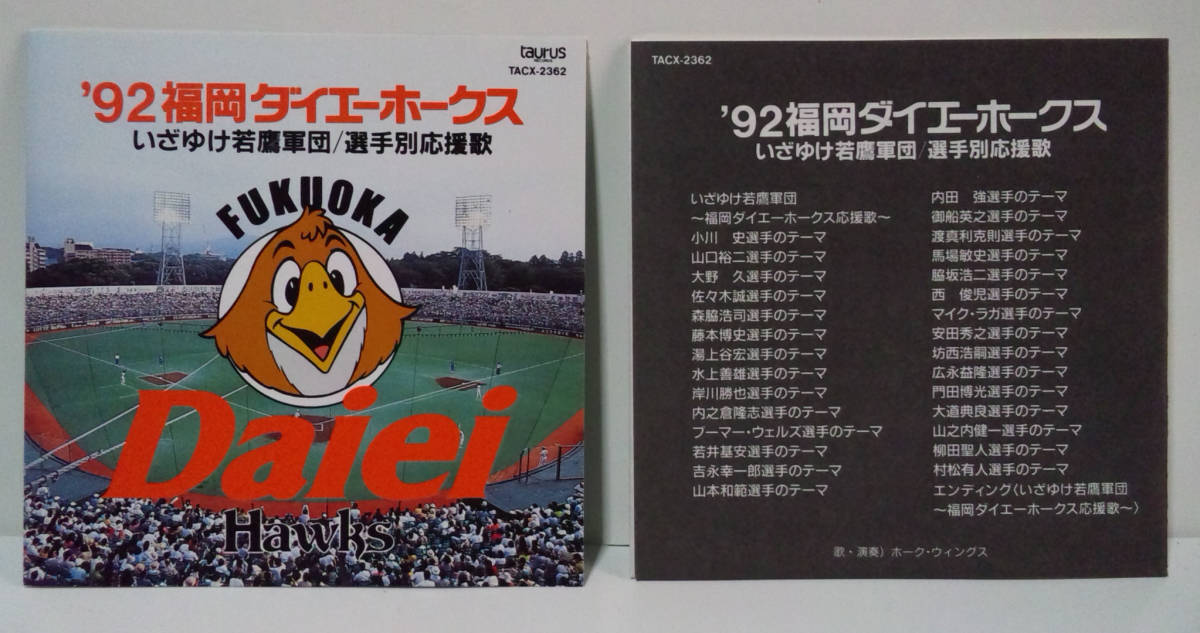 taurus
RECORDS
TACX-2362
'92福岡ダイエーホークス
いざゆけ若鷹軍団/選手別応援歌
FUKUOKA
Daiei
Hawks
TACX-2362
'92福岡ダイエーホークス
いざゆけ若鷹軍団/選手別応援歌
いざゆけ若鷹軍団
〜福岡ダイエーホークス応援歌〜
小川 史選手のテーマ
山口裕二選手のテーマ
大野 久選手のテーマ
佐々木誠選手のテーマ
森脇浩司選手のテーマ
藤本博史選手のテーマ
湯上谷宏選手のテーマ
水上善雄選手のテーマ
岸川勝也選手のテーマ
内之倉隆志選手のテーマ
ブーマー・ウェルズ選手のテーマ
若井基安選手のテーマ
吉永幸一郎選手のテーマ
山本和範選手のテーマ
内田 強選手のテーマ
御船英之選手のテーマ
渡真利克則選手のテーマ
馬場敏史選手のテーマ
脇坂浩二選手のテーマ
西 俊児選手のテーマ
マイク・ラガ選手のテーマ
安田秀之選手のテーマ
坊西浩嗣選手のテーマ
広永益隆選手のテーマ
門田博光選手のテーマ
大道典良選手のテーマ
山之内健一選手のテーマ
柳田聖人選手のテーマ
村松有人選手のテーマ
エンディング〈いざゆけ若鷹軍団
〜福岡ダイエーホークス応援歌〜〉
歌・演奏）ホーク・ウィングス